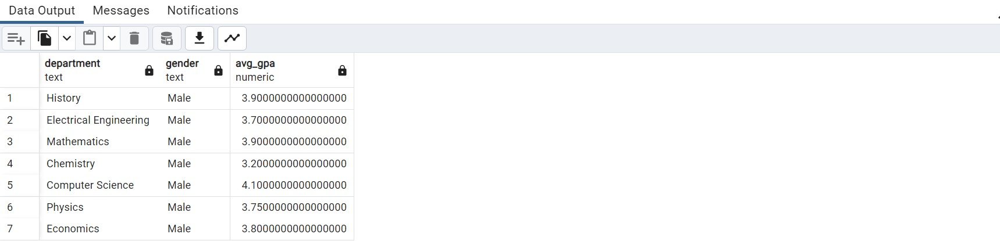 Data Output Messages Notifications
department gender avg_gpa
text text numeric
1 History Male 3.9000000000000000
2 Electrical Engineering Male 3.7000000000000000
3 Mathematics Male 3.9000000000000000
4 Chemistry Male 3.2000000000000000
5 Computer Science Male 4.1000000000000000
6 Physics Male 3.7500000000000000
7 Economics Male 3.8000000000000000